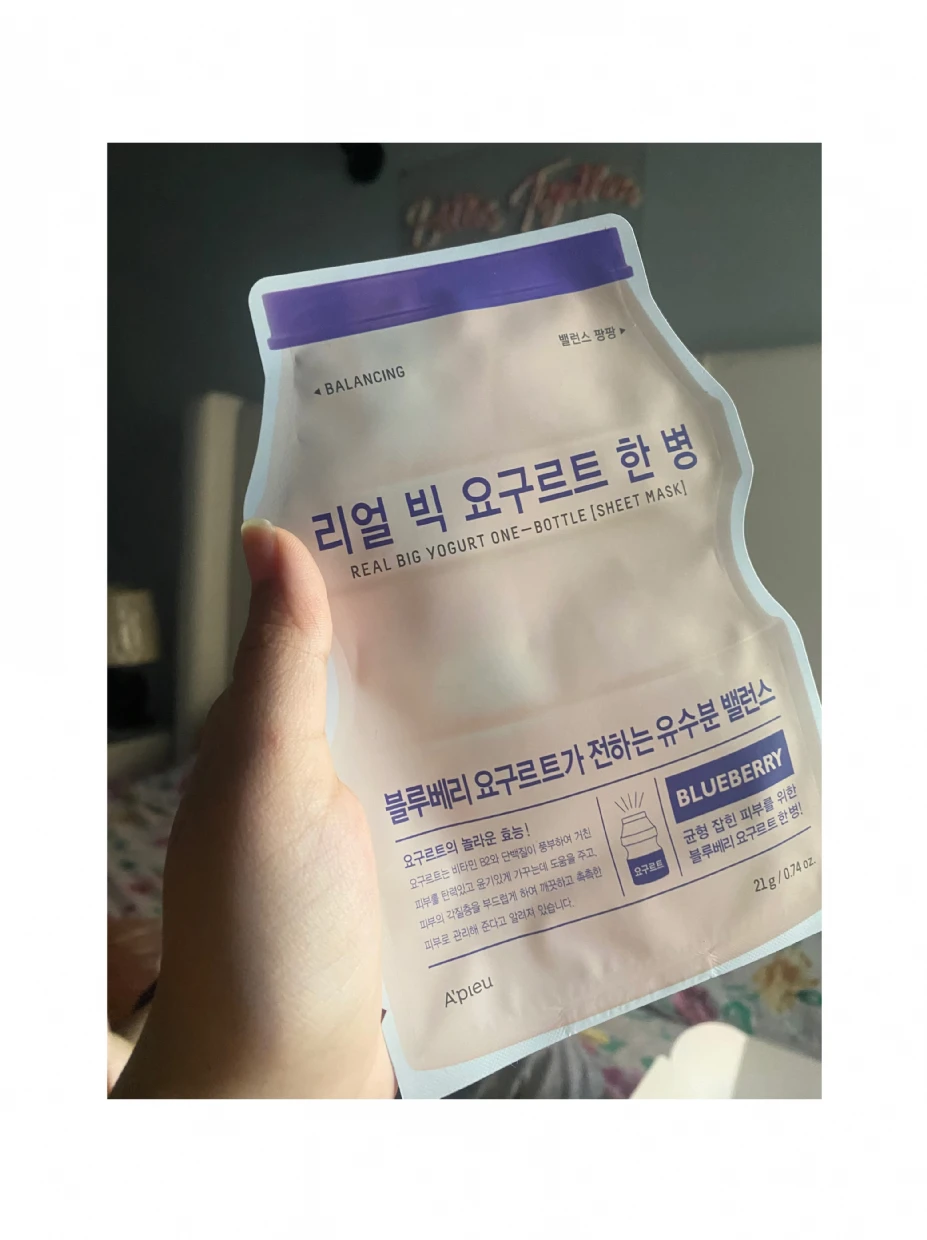 Better Together
◂ BALANCING
밸런스 팡팡 ▸
리얼 빅 요구르트 한 병
REAL BIG YOGURT ONE–BOTTLE [SHEET MASK]
블루베리 요구르트가 전하는 유수분 밸런스
요구르트의 놀라운 효능!
요구르트는 비타민 B2와 단백질이 풍부하여 거친
피부를 탄력있고 윤기있게 가꾸는데 도움을 주고,
피부의 각질층을 부드럽게 하여 깨끗하고 촉촉한
피부로 관리해 준다고 알려져 있습니다.
요구르트
BLUEBERRY
균형 잡힌 피부를 위한
블루베리 요구르트 한 병!
21g / 0.74 oz.
A'pieu